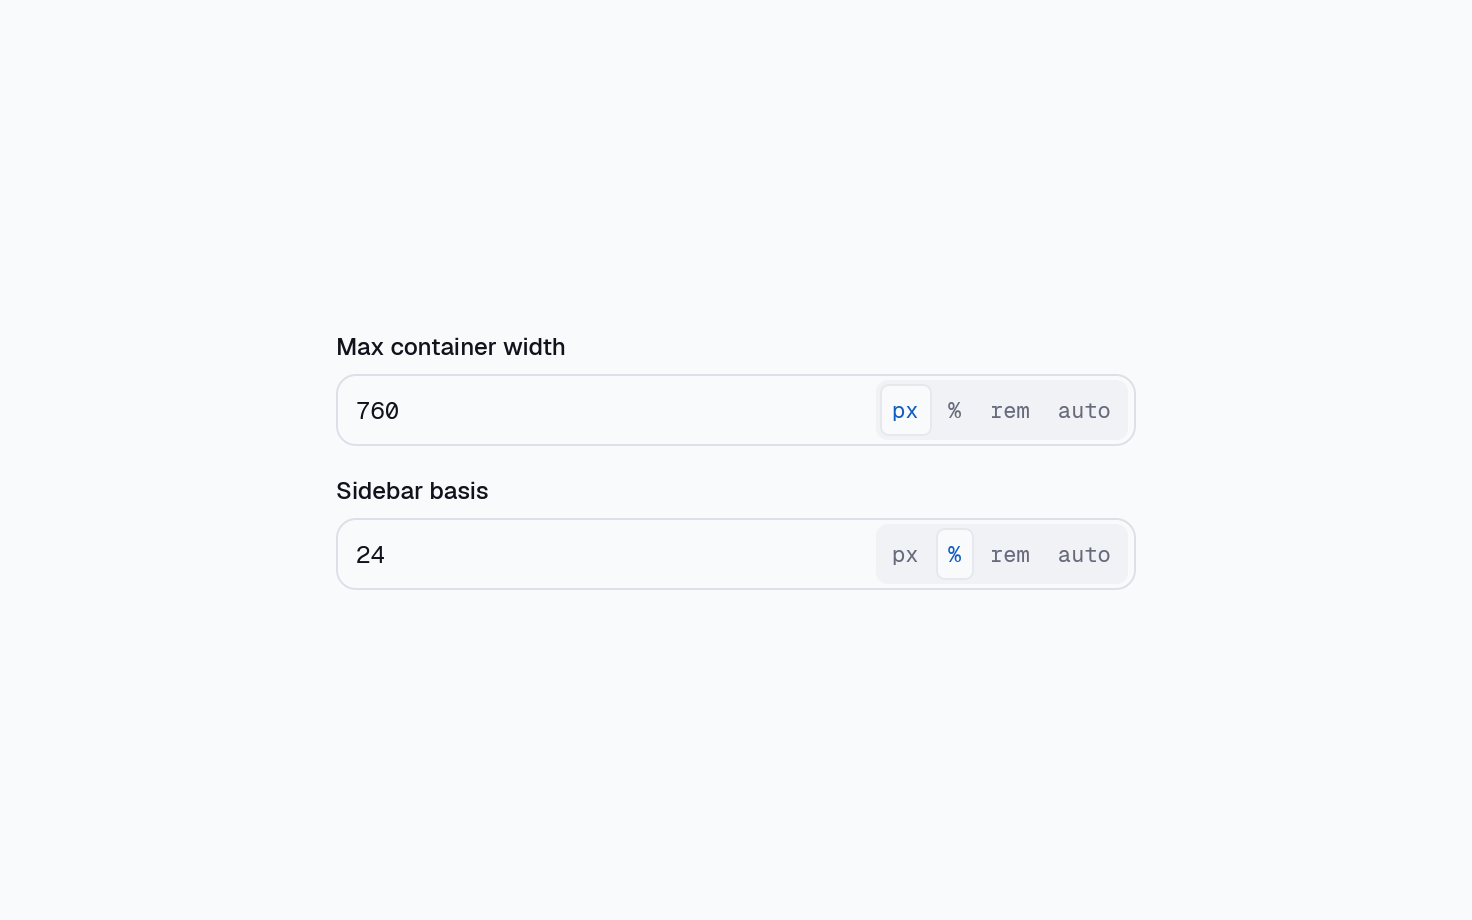 Max container width
760 px % rem auto
Sidebar basis
24 px % rem auto